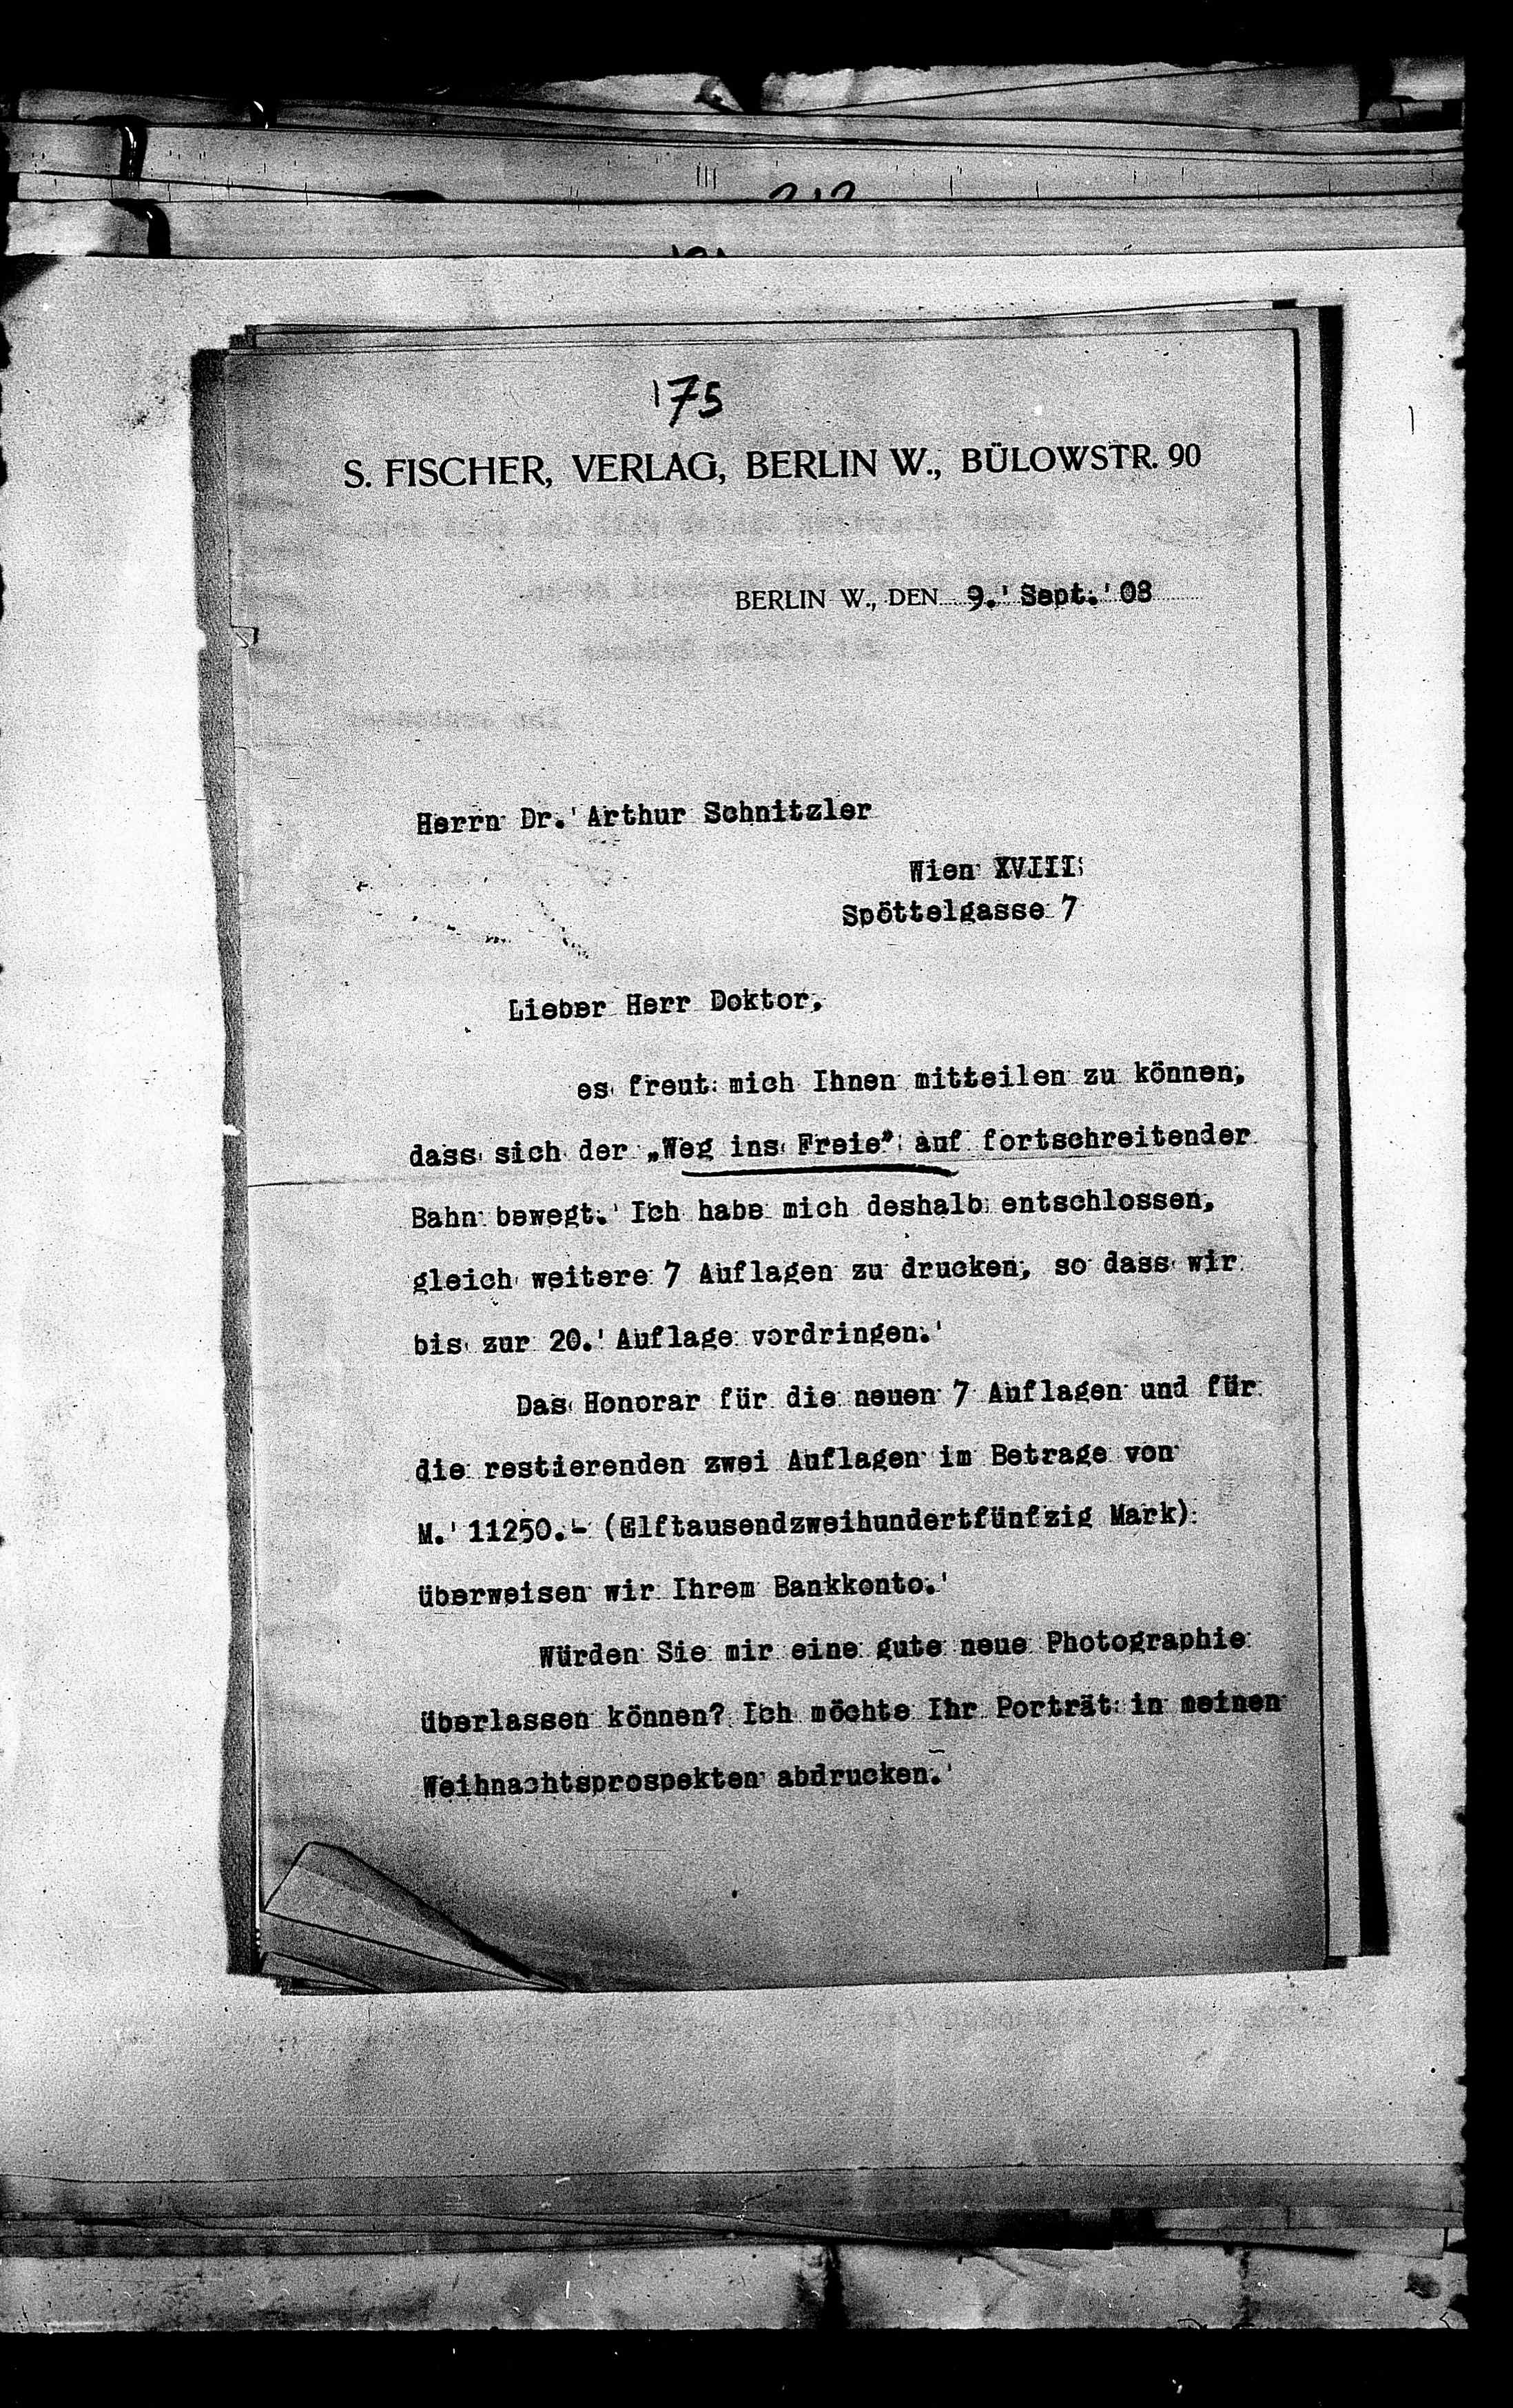 175
S. FISCHER, VERLAG, BERLIN W., BÜLOWSTR. 90
BERLIN W., DEN 9. Sept. 08
Herrn Dr. Arthur Schnitzler
Wien XVIII.
Spöttelgasse 7
Lieber Herr Doktor,
es freut mich Ihnen mitteilen zu können,
dass sich der „Weg ins Freie" auf fortschreitender
Bahn bewegt. Ich habe mich deshalb entschlossen,
gleich weitere 7 Auflagen zu drucken, so dass wir
bis zur 20. Auflage vordringen.
Das Honorar für die neuen 7 Auflagen und für
die restierenden zwei Auflagen im Betrage von
M. 11250.- (Elftausendzweihundertfünfzig Mark)
überweisen wir Ihrem Bankkonto.
Würden Sie mir eine gute neue Photographie
überlassen können? Ich möchte Ihr Porträt in meinen
Weihnachtsprospekten abdrucken.